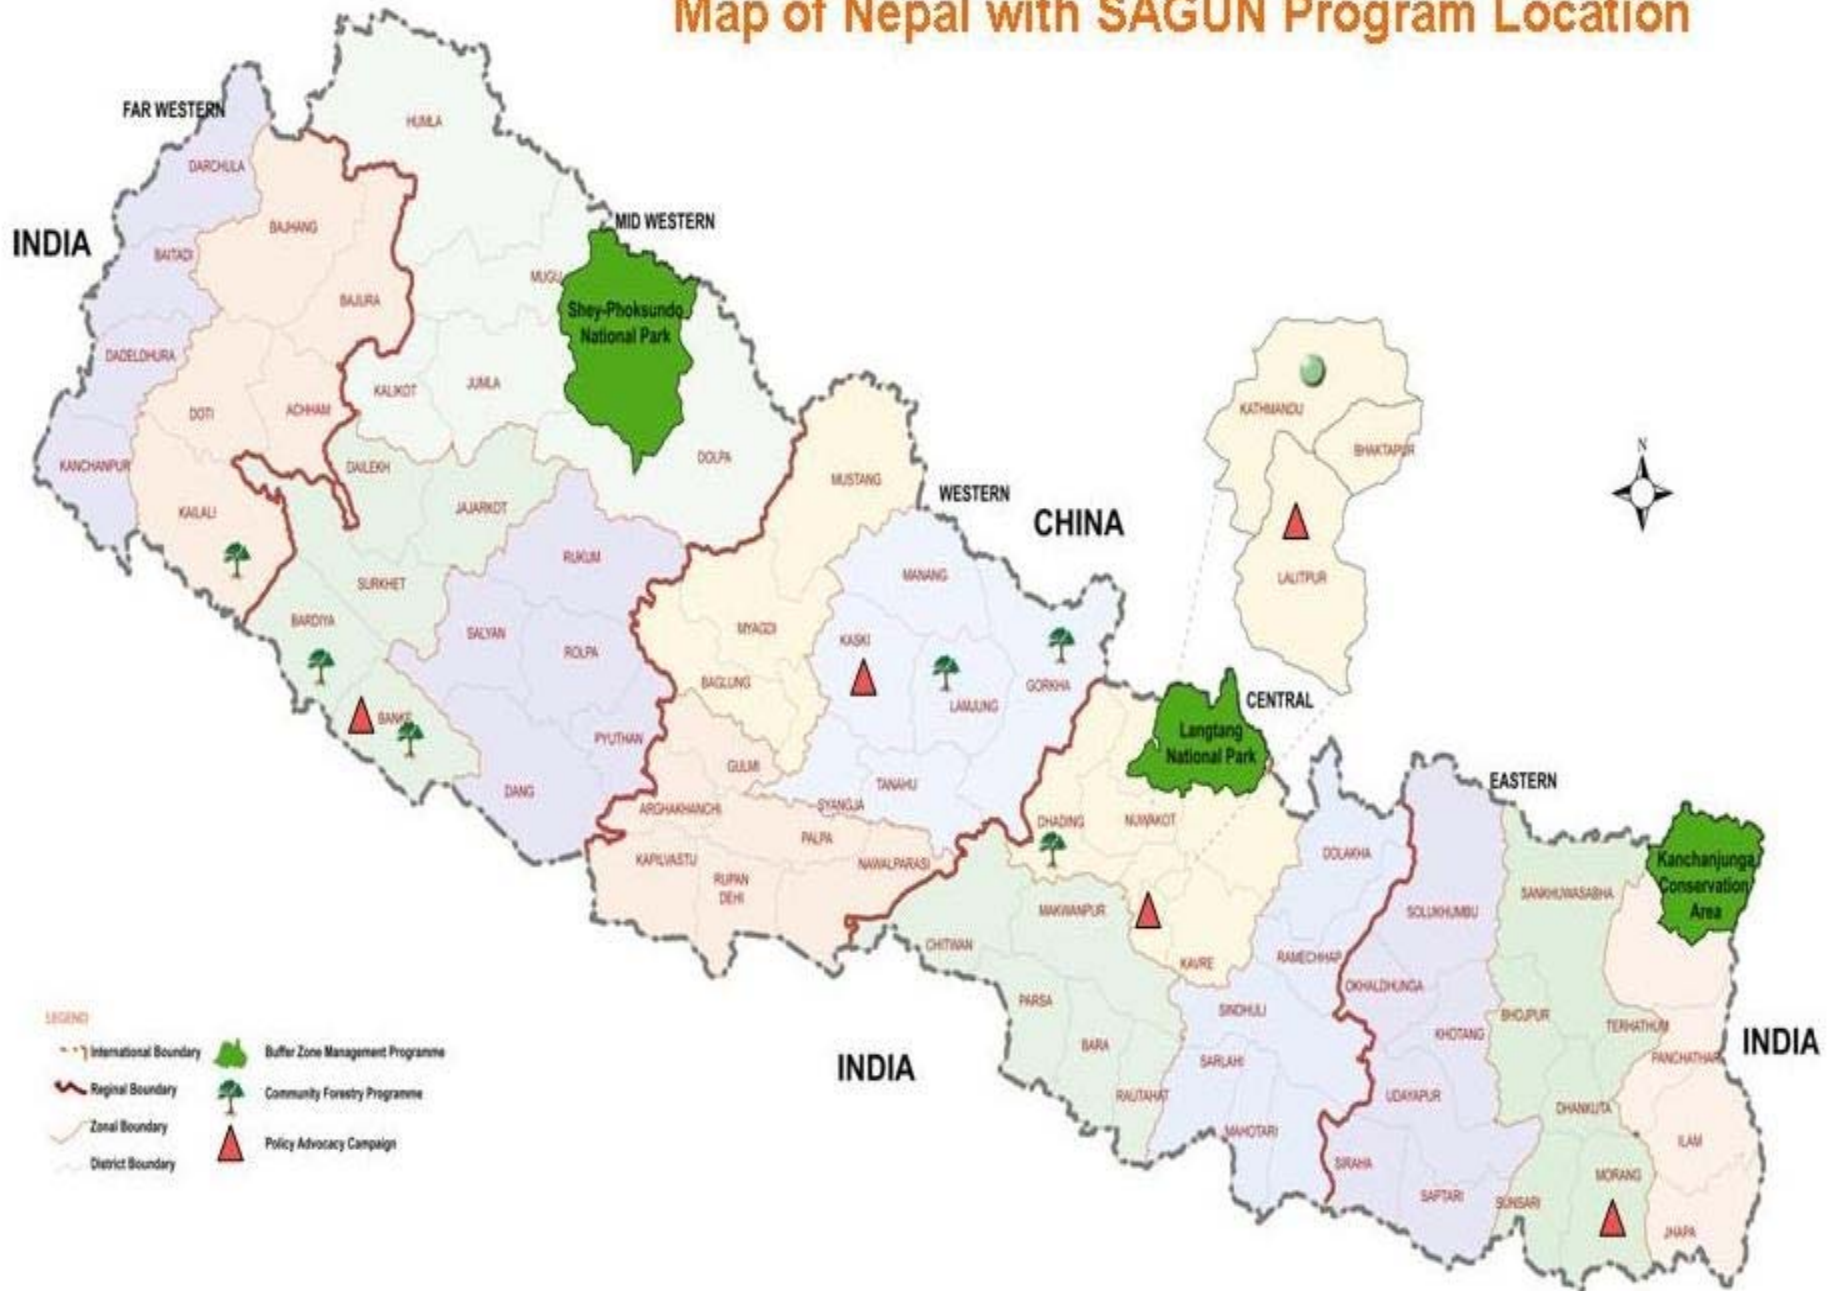 Map of Nepal with SAGUN Program Location
FAR WESTERN
HUMLA
DARCHULA
INDIA
BAJHANG
MID WESTERN
BAITADI
MUGU
BAJURA
Shey-Phoksundo
National Park
DADELDHURA
KALIKOT
JUMLA
DOTI
ACHHAM
KATHMANDU
BHAKTAPUR
KANCHANPUR
DAILEKH
DOLPA
MUSTANG
WESTERN
N
KAILALI
JAJARKOT
CHINA
RUKUM
SURKHET
MANANG
LALITPUR
BARDIYA
SALYAN
ROLPA
MYAGDI
KASKI
BAGLUNG
GORKHA
LAMJUNG
CENTRAL
BANKE
PYUTHAN
Langtang
National Park
GULMI
DANG
TANAHU
EASTERN
ARGHAKHANCHI
SYANGJA
PALPA
DHADING
NUWAKOT
KAPILVASTU
NAWALPARASI
DOLAKHA
Kanchanjunga
Conservation
Area
RUPAN
DEHI
SANKHUWASABHA
MAKWANPUR
SOLUKHUMBU
CHITWAN
KAVRE
RAMECHHAP
OKHALDHUNGA
PARSA
SINDHULI
BHOJPUR
TERHATHUM
LEGEND
International Boundary
Buffer Zone Management Programme
BARA
KHOTANG
INDIA
INDIA
SARLAHI
PANCHATHAR
Reginal Boundary
Community Forestry Programme
RAUTAHAT
UDAYAPUR
DHANKUTA
Zonal Boundary
MAHOTARI
Policy Advocacy Campaign
ILAM
District Boundary
SIRAHA
MORANG
SAPTARI
SUNSARI
JHAPA